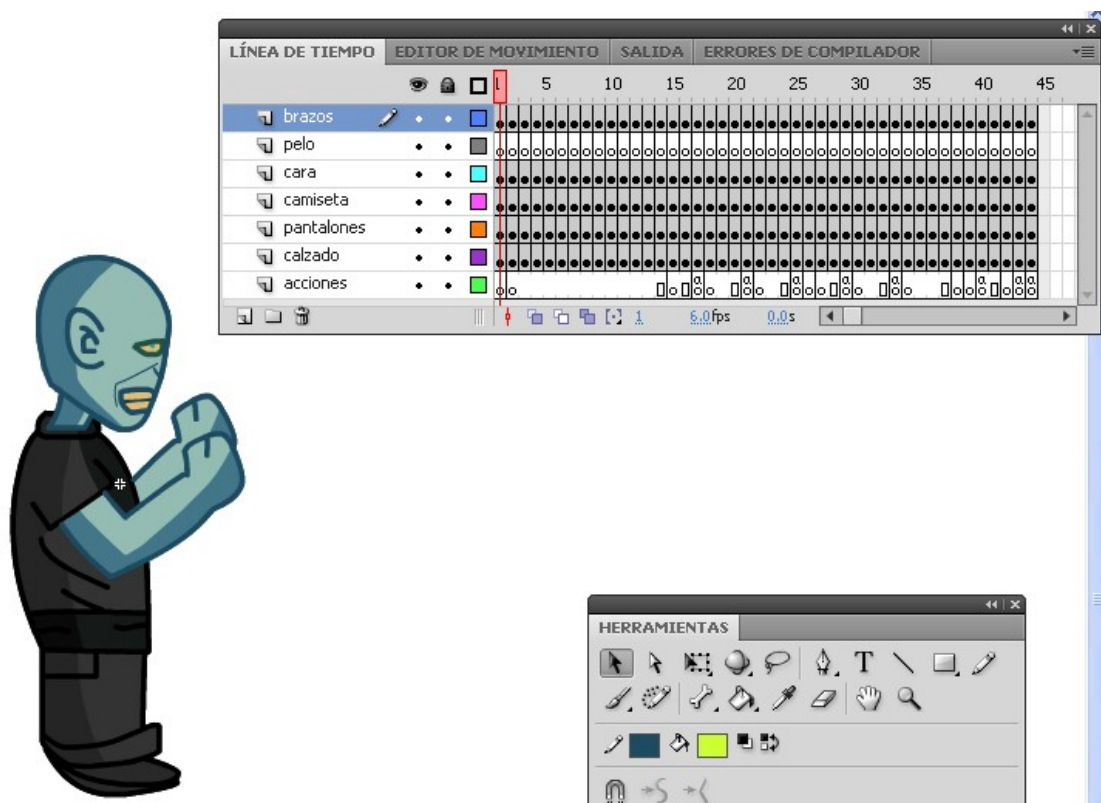 LÍNEA DE TIEMPO EDITOR DE MOVIMIENTO SALIDA ERRORES DE COMPILADOR
1 5 10 15 20 25 30 35 40 45
brazos
pelo
cara
camiseta
pantalones
calzado
acciones
1 6.0fps 0.0s
HERRAMIENTAS
T